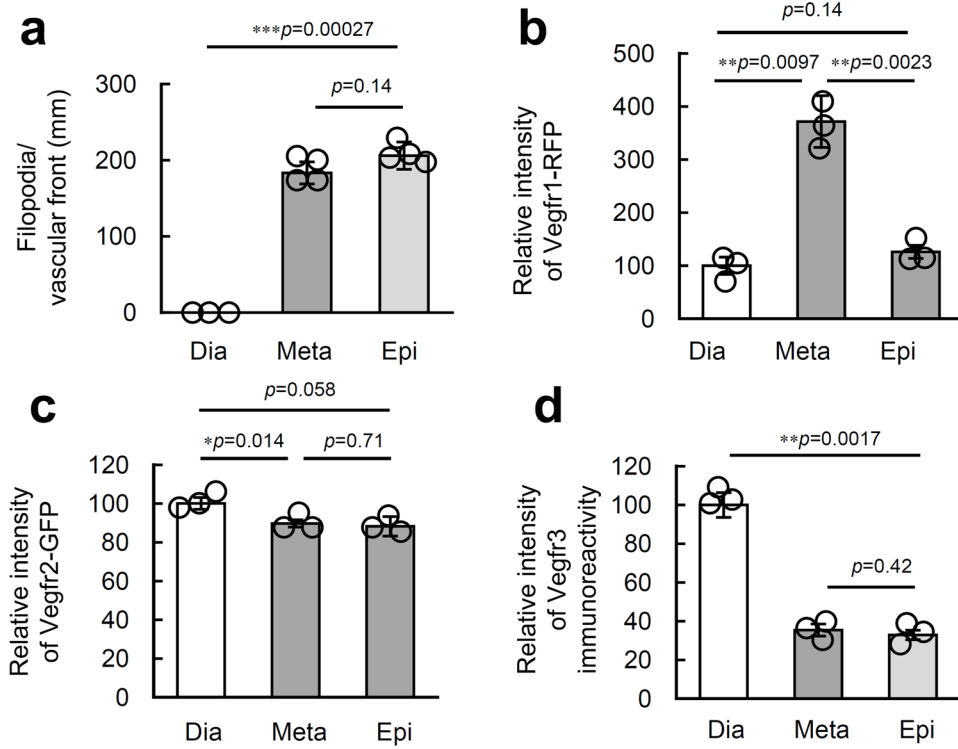 a
∗∗∗p=0.00027
p=0.14
Filopodia/
vascular front (mm)
300
200
100
0
Dia Meta Epi
b
p=0.14
∗∗p=0.0097 ∗∗p=0.0023
Relative intensity
of Vegfr1-RFP
500
400
300
200
100
0
Dia Meta Epi
c
p=0.058
∗p=0.014 p=0.71
Relative intensity
of Vegfr2-GFP
120
100
80
60
40
20
0
Dia Meta Epi
d
∗∗p=0.0017
p=0.42
Relative intensity
of Vegfr3
immunoreactivity
120
100
80
60
40
20
0
Dia Meta Epi